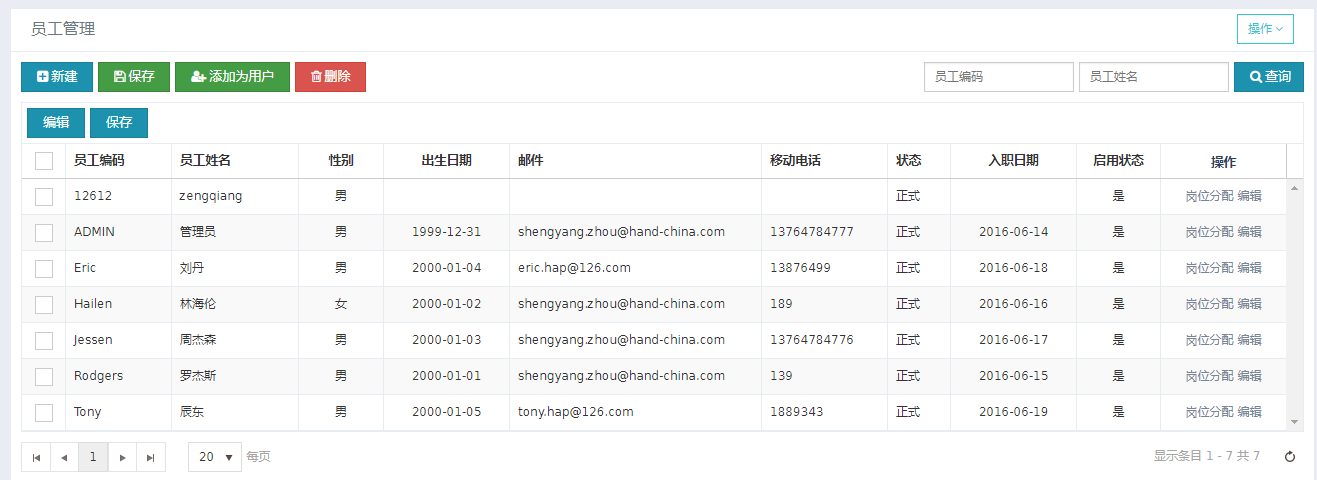 员工管理
操作
新建 保存 添加为用户 删除 员工编码 员工姓名 查询
编辑 保存
员工编码 员工姓名 性别 出生日期 邮件 移动电话 状态 入职日期 启用状态 操作
12612 zengqiang 男 正式 是 岗位分配 编辑
ADMIN 管理员 男 1999-12-31 shengyang.zhou@hand-china.com 13764784777 正式 2016-06-14 是 岗位分配 编辑
Eric 刘丹 男 2000-01-04 eric.hap@126.com 13876499 正式 2016-06-18 是 岗位分配 编辑
Hailen 林海伦 女 2000-01-02 shengyang.zhou@hand-china.com 189 正式 2016-06-16 是 岗位分配 编辑
Jessen 周杰森 男 2000-01-03 shengyang.zhou@hand-china.com 13764784776 正式 2016-06-17 是 岗位分配 编辑
Rodgers 罗杰斯 男 2000-01-01 shengyang.zhou@hand-china.com 139 正式 2016-06-15 是 岗位分配 编辑
Tony 辰东 男 2000-01-05 tony.hap@126.com 1889343 正式 2016-06-19 是 岗位分配 编辑
1 20 每页 显示条目 1 - 7 共 7